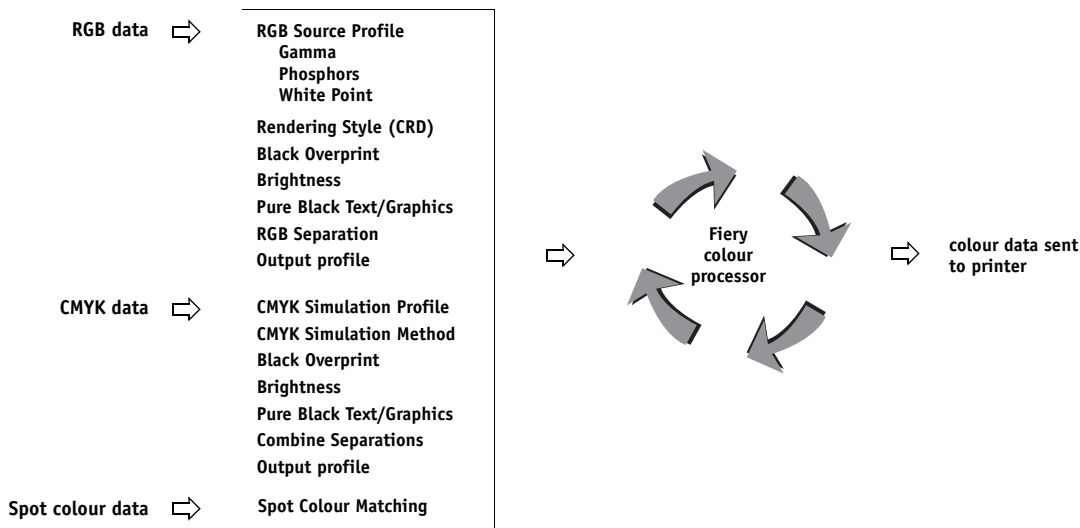 RGB data
RGB Source Profile
Gamma
Phosphors
White Point
Rendering Style (CRD)
Black Overprint
Brightness
Pure Black Text/Graphics
RGB Separation
Output profile
CMYK data
CMYK Simulation Profile
CMYK Simulation Method
Black Overprint
Brightness
Pure Black Text/Graphics
Combine Separations
Output profile
Spot colour data
Spot Colour Matching
Fiery
colour
processor
colour data sent
to printer